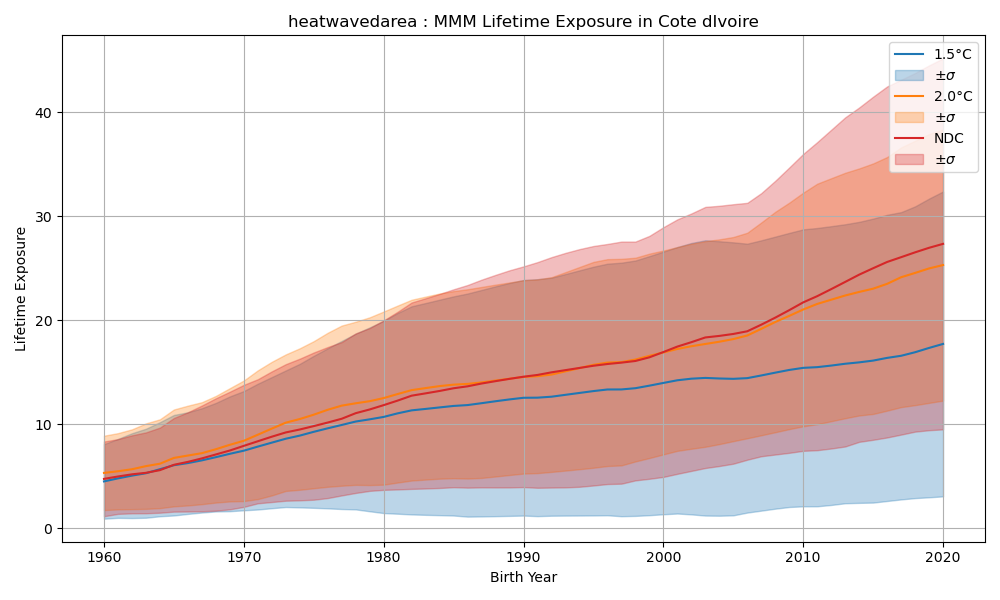 heatwavedarea : MMM Lifetime Exposure in Cote dIvoire
1.5°C
±σ
2.0°C
±σ
NDC
±σ
Lifetime Exposure
40
30
20
10
0
1960
1970
1980
1990
2000
2010
2020
Birth Year